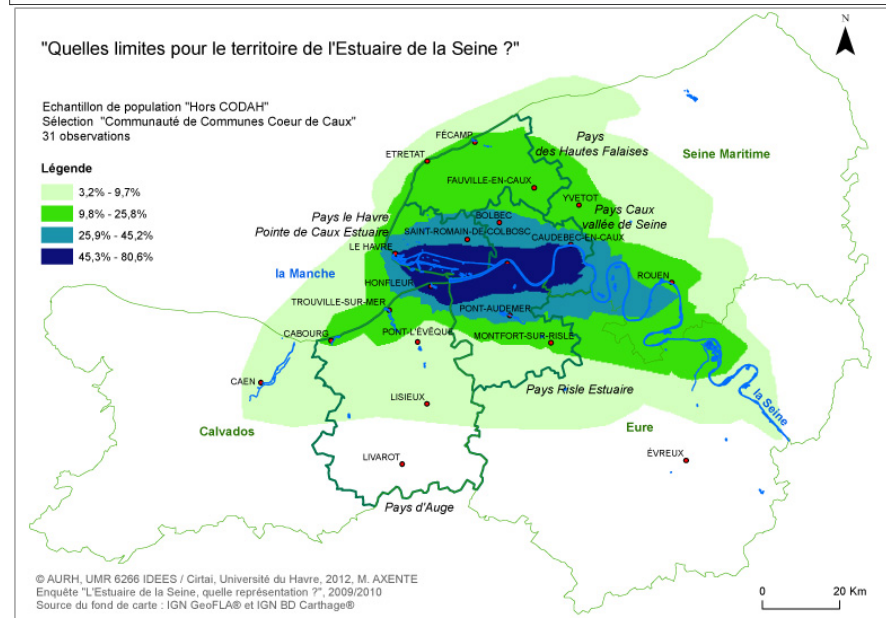 N
"Quelles limites pour le territoire de l'Estuaire de la Seine ?"
Echantillon de population "Hors CODAH"
Sélection "Communauté de Communes Coeur de Caux"
31 observations
Légende
3,2% - 9,7%
9,8% - 25,8%
25,9% - 45,2%
45,3% - 80,6%
FÉCAMP
Pays
des Hautes Falaises
ETRETAT
Seine Maritime
FAUVILLE-EN-CAUX
YVETOT
Pays le Havre
Pointe de Caux Estuaire
BOLBEC
Pays Caux
vallée de Seine
SAINT-ROMAIN-DE-COLBOSC
CAUDEBEC-EN-CAUX
LE HAVRE
la Manche
ROUEN
HONFLEUR
TROUVILLE-SUR-MER
PONT-AUDEMER
CABOURG
PONT-L'ÉVÊQUE
MONTFORT-SUR-RISLE
CAEN
Pays Risle Estuaire
la Seine
LISIEUX
Calvados
Eure
LIVAROT
ÉVREUX
Pays d'Auge
© AURH, UMR 6266 IDEES / Cirtai, Université du Havre, 2012, M. AXENTE
Enquête "L'Estuaire de la Seine, quelle représentation ?", 2009/2010
Source du fond de carte : IGN GeoFLA® et IGN BD Carthage®
0 20 Km